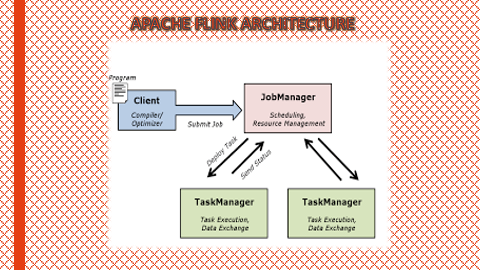 APACHE FLINK ARCHITECTURE
Program
Client
Compiler/
Optimizer
Submit Job
JobManager
Scheduling,
Resource Management
Deploy Task
Send Status
TaskManager
Task Execution,
Data Exchange
TaskManager
Task Execution,
Data Exchange